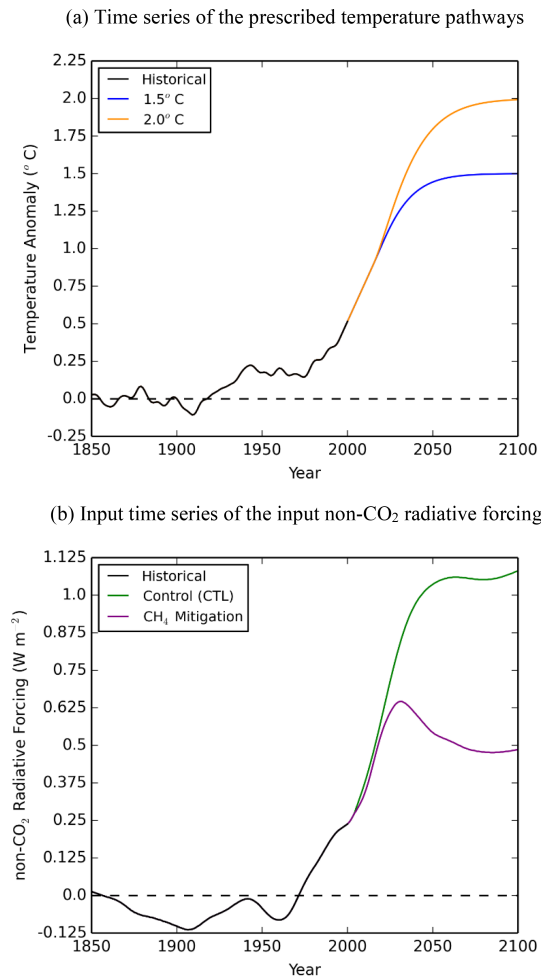 (a) Time series of the prescribed temperature pathways
2.25
2.0
1.75
1.5
1.25
1.0
0.75
0.5
0.25
0.0
-0.25
Temperature Anomaly (° C)
Historical
1.5° C
2.0° C
1850 1900 1950 2000 2050 2100
Year
(b) Input time series of the input non-CO₂ radiative forcing
1.125
1.0
0.875
0.75
0.625
0.5
0.375
0.25
0.125
0.0
-0.125
non-CO₂ Radiative Forcing (W m⁻²)
Historical
Control (CTL)
CH₄ Mitigation
1850 1900 1950 2000 2050 2100
Year